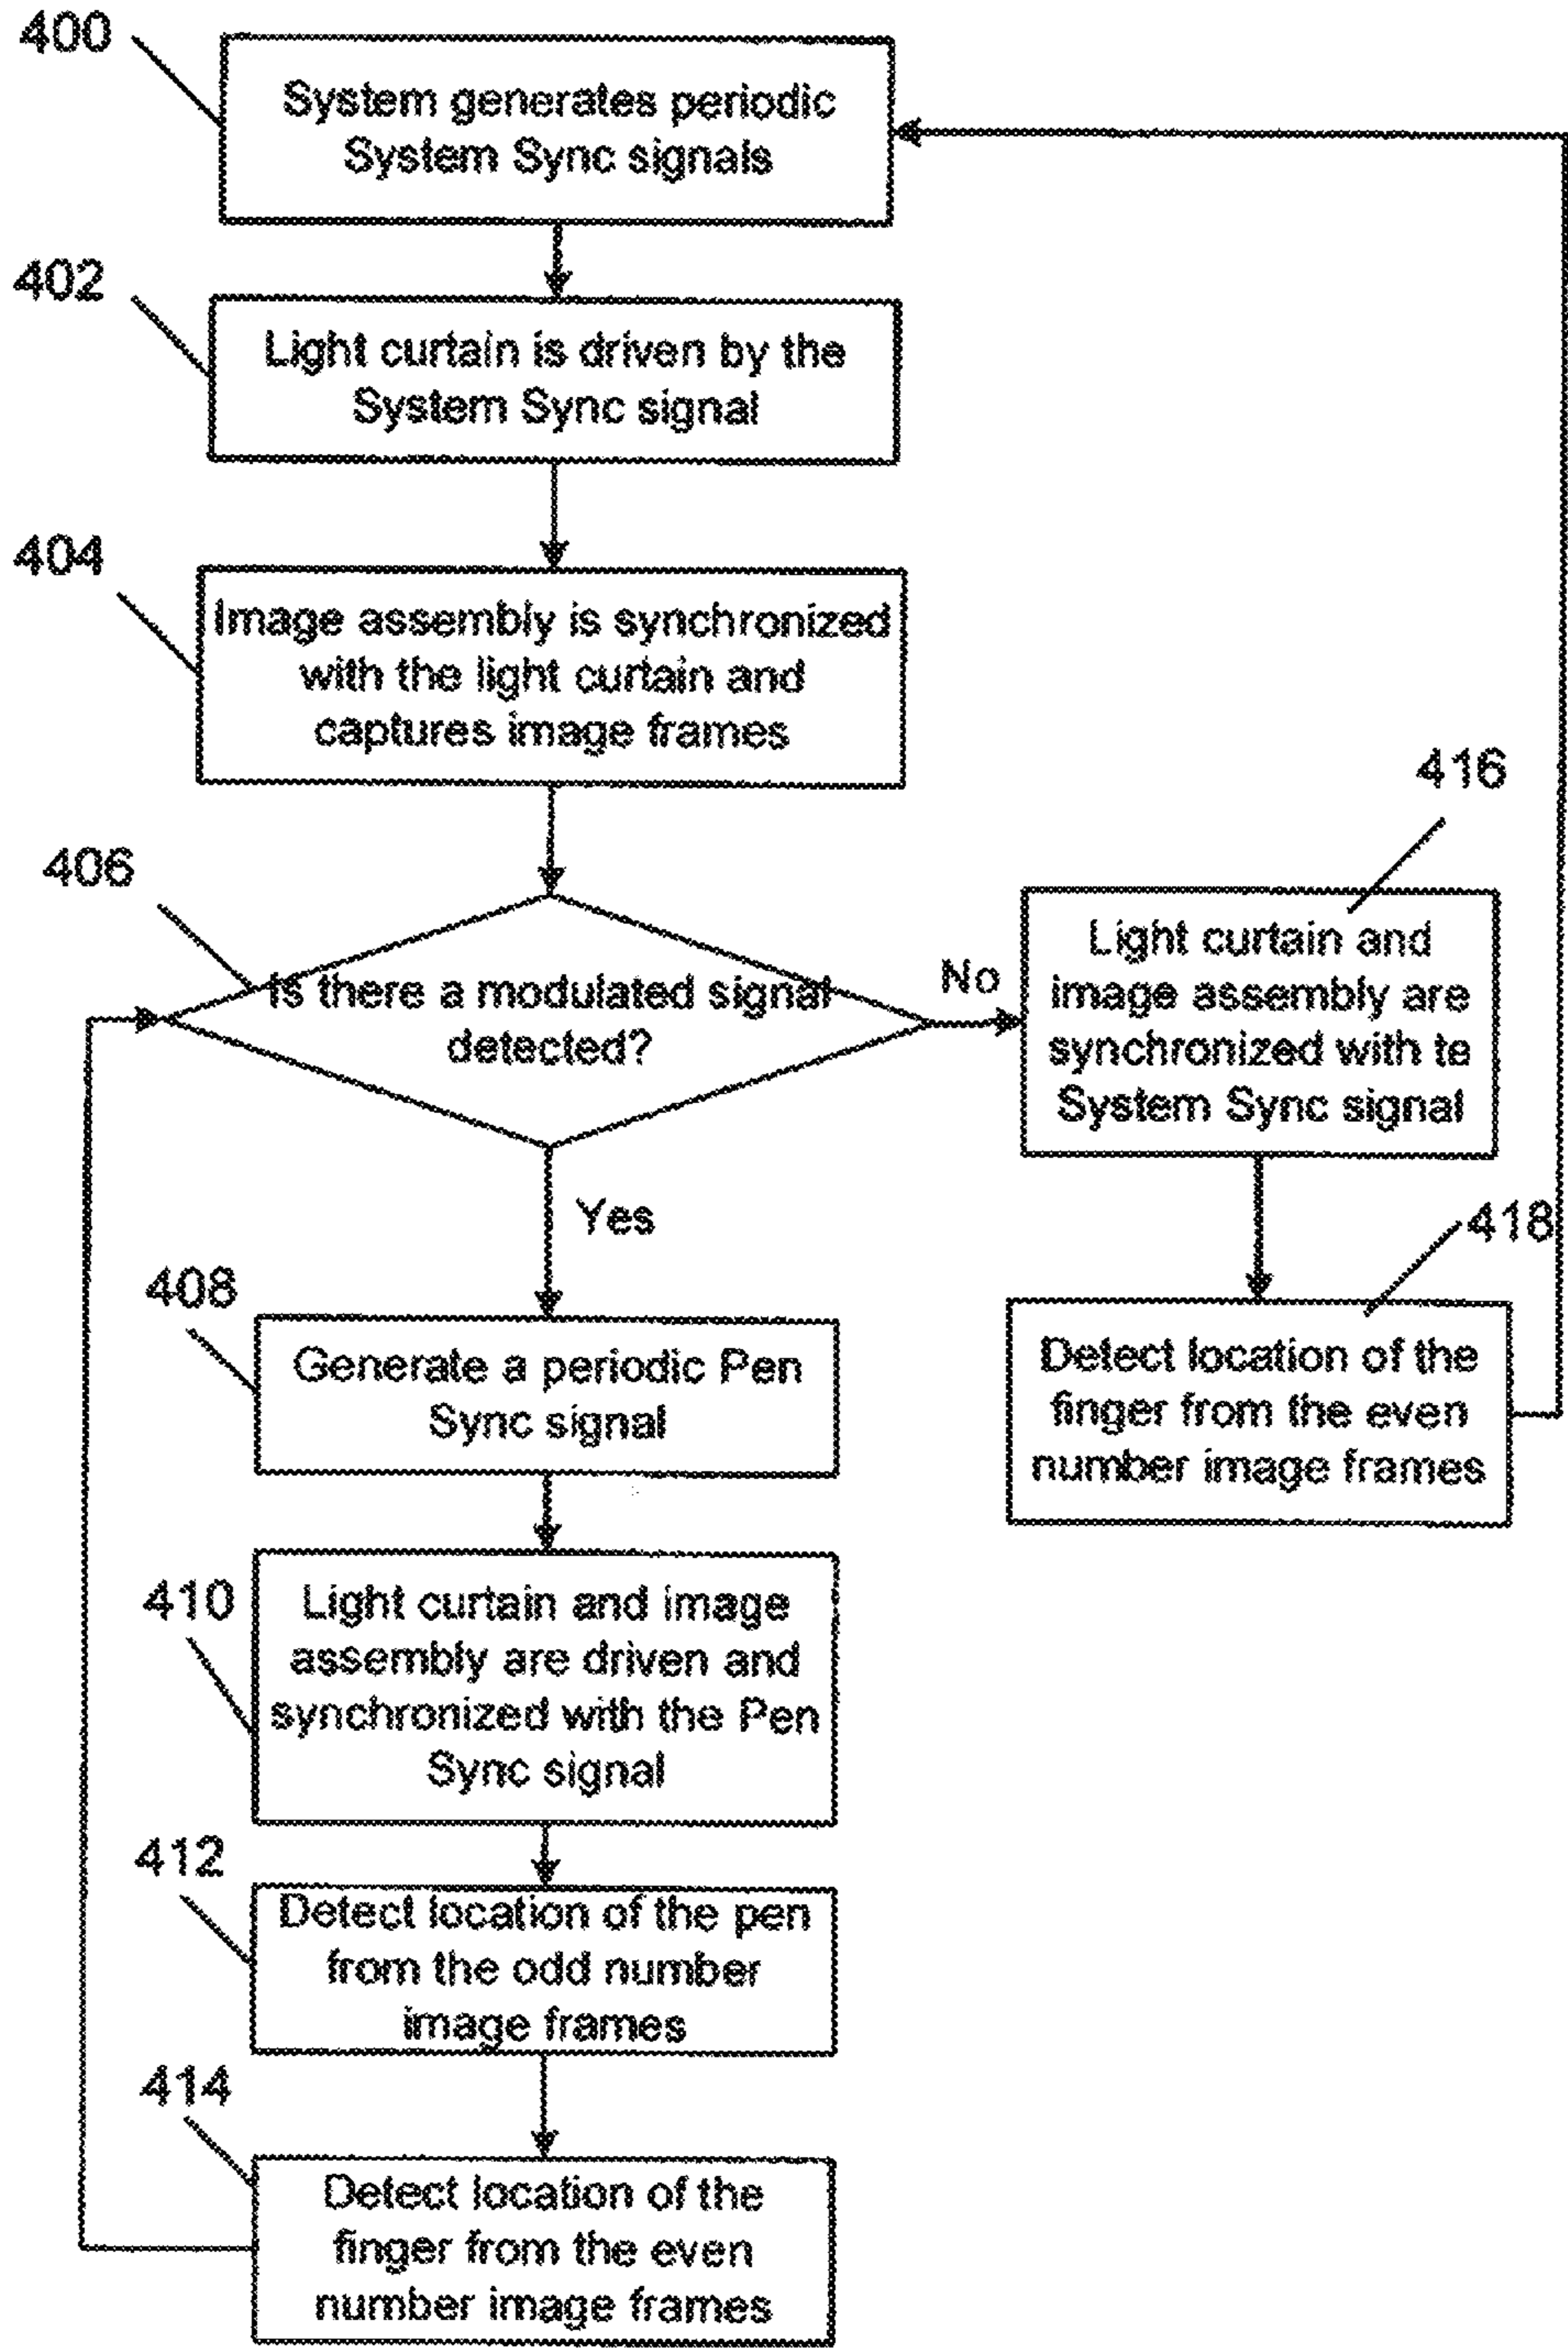 400
System generates periodic
System Sync signals
402
Light curtain is driven by the
System Sync signal
404
Image assembly is synchronized
with the light curtain and
captures image frames
406
Is there a modulated signal
detected?
No
416
Light curtain and
image assembly are
synchronized with te
System Sync signal
Yes
418
Detect location of the
finger from the even
number image frames
408
Generate a periodic Pen
Sync signal
410
Light curtain and image
assembly are driven and
synchronized with the Pen
Sync signal
412
Detect location of the pen
from the odd number
image frames
414
Detect location of the
finger from the even
number image frames